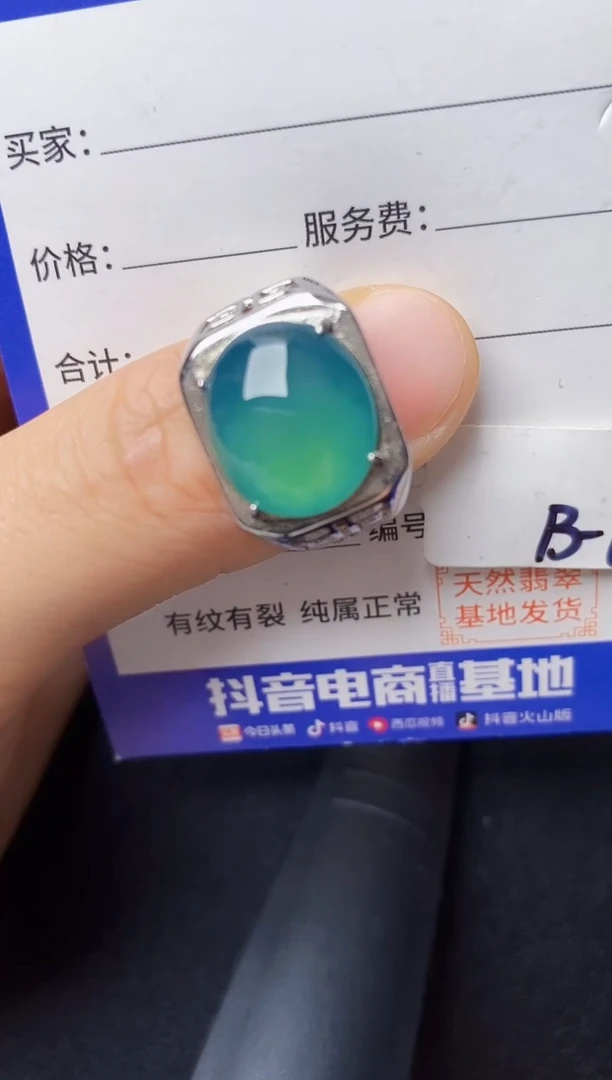 买家：
价格： 服务费：
合计：
编号
B-
有纹有裂 纯属正常
天然翡翠
基地发货
抖音电商直播基地
今日头条 抖音 西瓜视频 抖音火山版